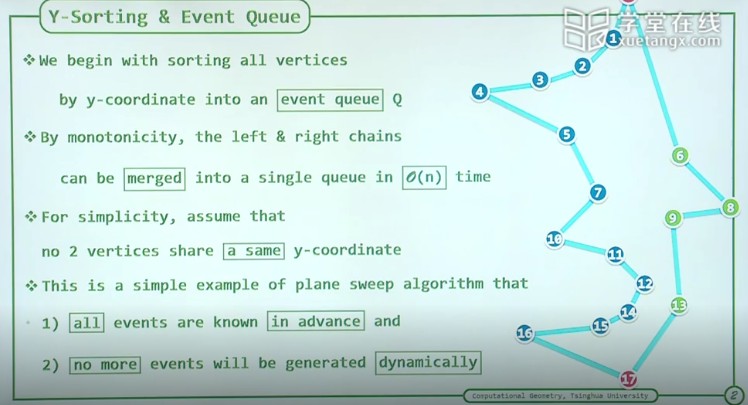 Y-Sorting & Event Queue
学堂在线
xuetangx.com
❖We begin with sorting all vertices
by y-coordinate into an event queue Q
❖By monotonicity, the left & right chains
can be merged into a single queue in O(n) time
❖For simplicity, assume that
no 2 vertices share a same y-coordinate
❖This is a simple example of plane sweep algorithm that
1) all events are known in advance and
2) no more events will be generated dynamically
1
2
3
4
5
6
7
8
9
10
11
12
13
14
15
16
17
Computational Geometry, Tsinghua University
2